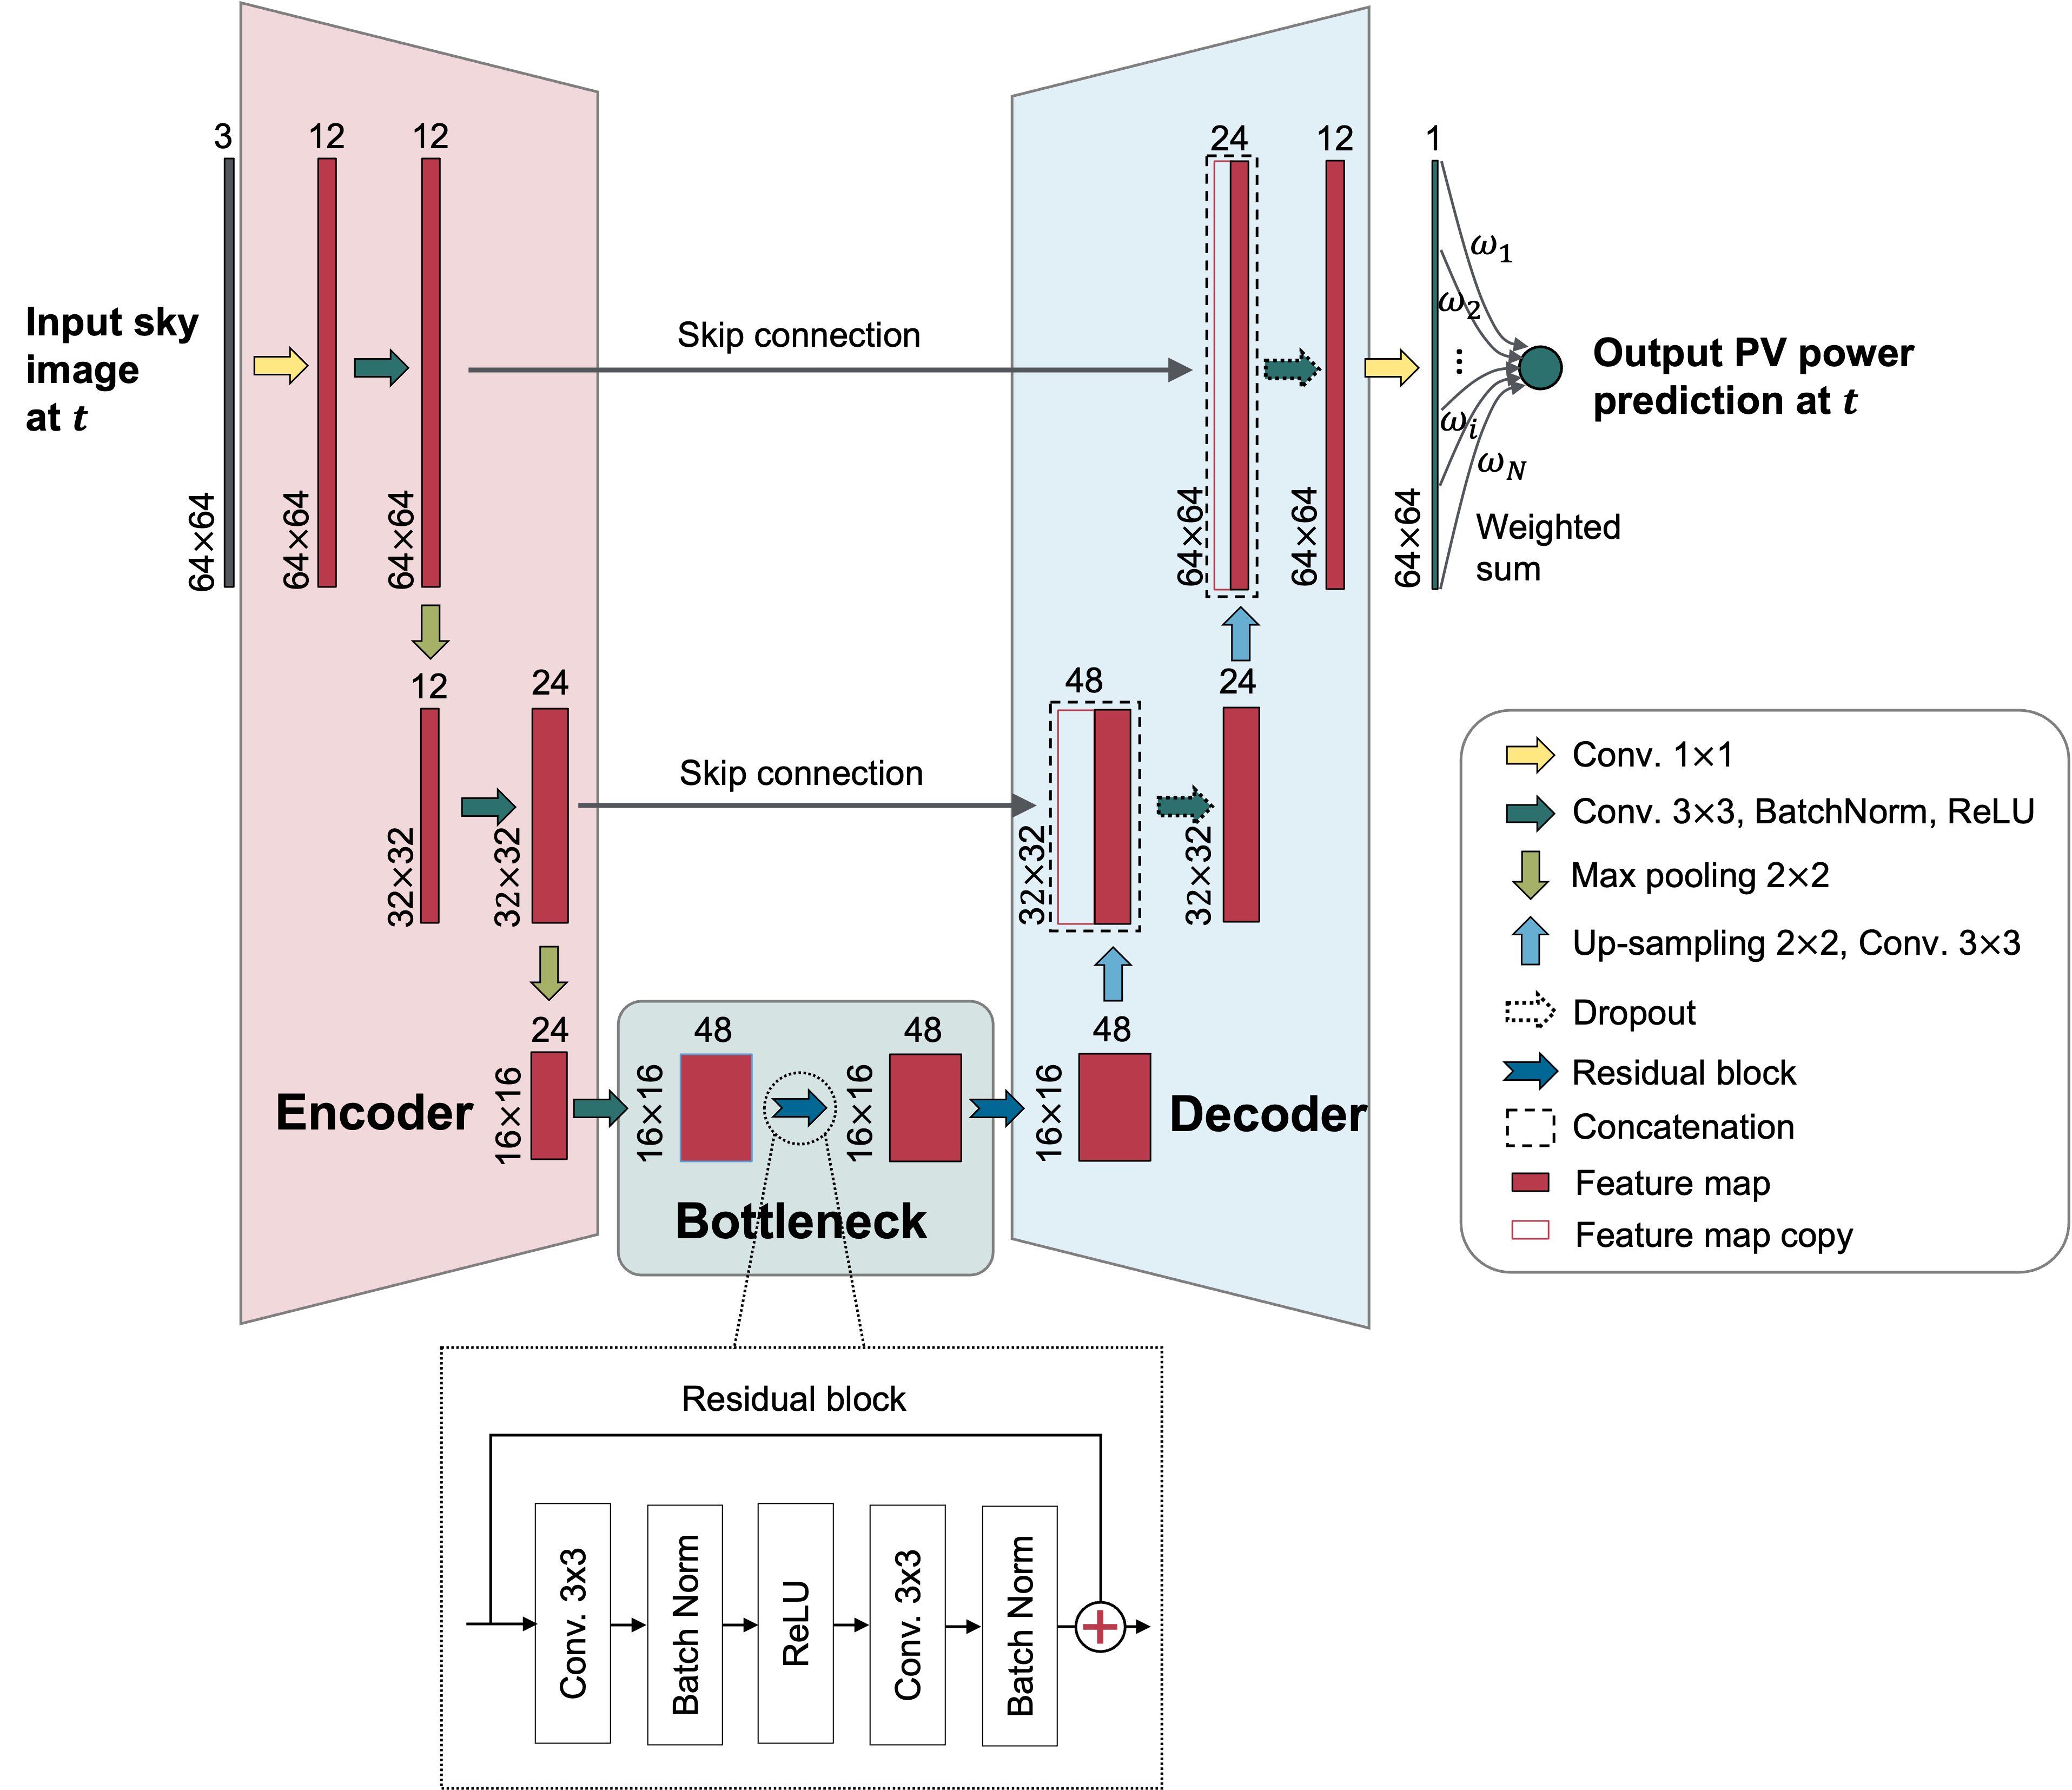 3
12
12
24
12
1
Input sky
image
at t
64×64
64×64
64×64
Skip connection
64×64
64×64
64×64
ω1
ω2
...
ωi
ωN
Weighted
sum
Output PV power
prediction at t
12
24
48
24
32×32
32×32
Skip connection
32×32
32×32
24
48
48
48
16×16
16×16
16×16
16×16
Encoder
Bottleneck
Decoder
Conv. 1×1
Conv. 3×3, BatchNorm, ReLU
Max pooling 2×2
Up-sampling 2×2, Conv. 3×3
Dropout
Residual block
Concatenation
Feature map
Feature map copy
Residual block
Conv. 3x3
Batch Norm
ReLU
Conv. 3x3
Batch Norm